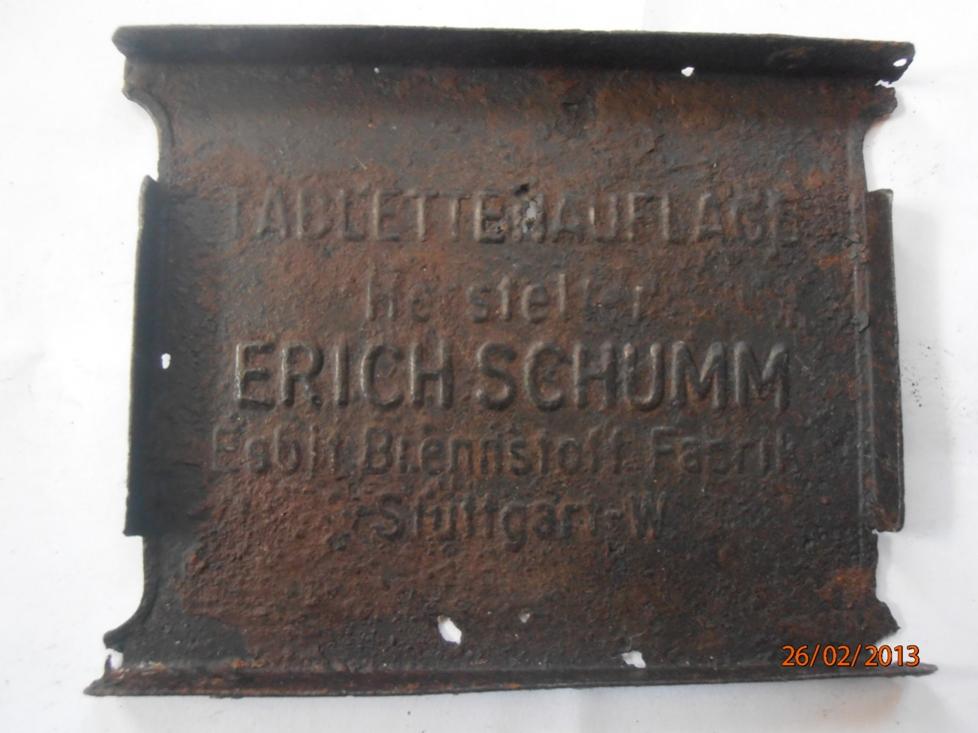 TABLETTENAUFLAGE
Hersteller
ERICH SCHUMM
Esbit Brennstoff-Fabrik
Stuttgart-W
26/02/2013